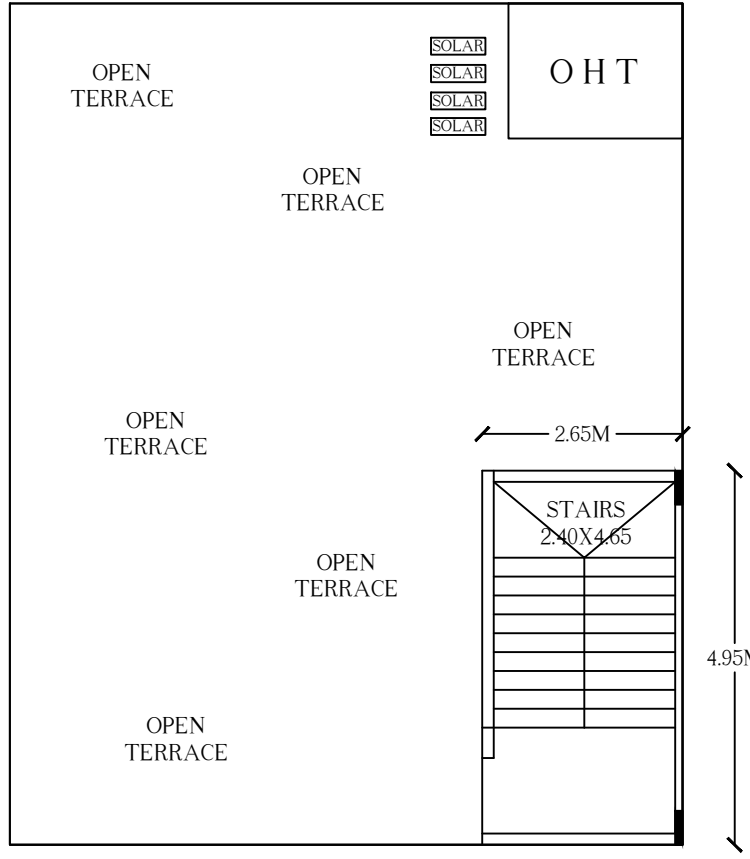 SOLAR
SOLAR
SOLAR
SOLAR
O H T
OPEN
TERRACE
OPEN
TERRACE
OPEN
TERRACE
OPEN
TERRACE
2.65M
STAIRS
2.40X4.65
OPEN
TERRACE
4.95M
OPEN
TERRACE